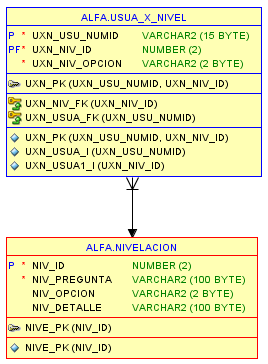 ALFA.USUA_X_NIVEL
P * UXN_USU_NUMID VARCHAR2 (15 BYTE)
PF* UXN_NIV_ID NUMBER (2)
* UXN_NIV_OPCION VARCHAR2 (2 BYTE)
UXN_PK (UXN_USU_NUMID, UXN_NIV_ID)
UXN_NIV_FK (UXN_NIV_ID)
UXN_USUA_FK (UXN_USU_NUMID)
UXN_PK (UXN_USU_NUMID, UXN_NIV_ID)
UXN_USUA_I (UXN_USU_NUMID)
UXN_USUA1_I (UXN_NIV_ID)
ALFA.NIVELACION
P * NIV_ID NUMBER (2)
* NIV_PREGUNTA VARCHAR2 (100 BYTE)
NIV_OPCION VARCHAR2 (2 BYTE)
NIV_DETALLE VARCHAR2 (100 BYTE)
NIVE_PK (NIV_ID)
NIVE_PK (NIV_ID)